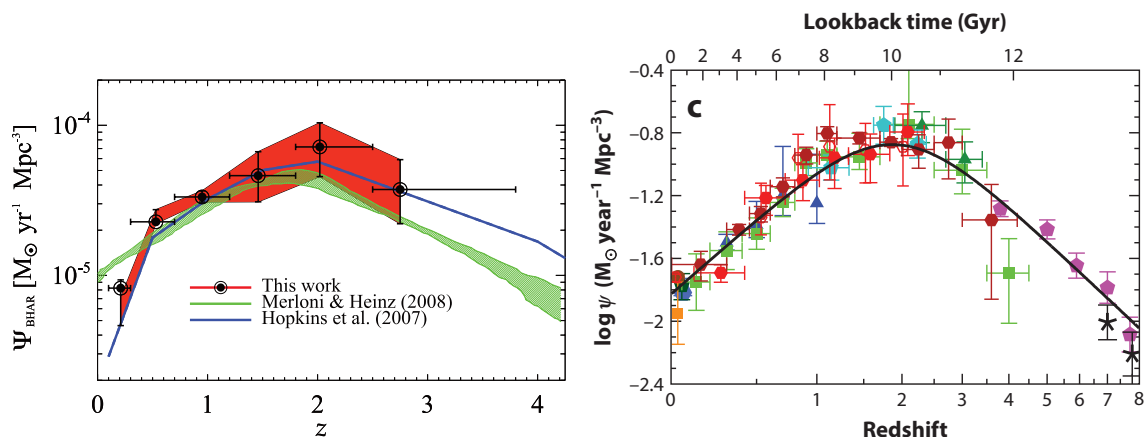 10⁻⁴
10⁻⁵
Ψ_BHAR [M☉ yr⁻¹ Mpc⁻³]
This work
Merloni & Heinz (2008)
Hopkins et al. (2007)
0 1 2 3 4
z
Lookback time (Gyr)
0 2 4 6 8 10 12
c
−0.4
−0.8
−1.2
−1.6
−2
−2.4
log ψ (M☉ year⁻¹ Mpc⁻³)
0 1 2 3 4 5 6 7 8
Redshift